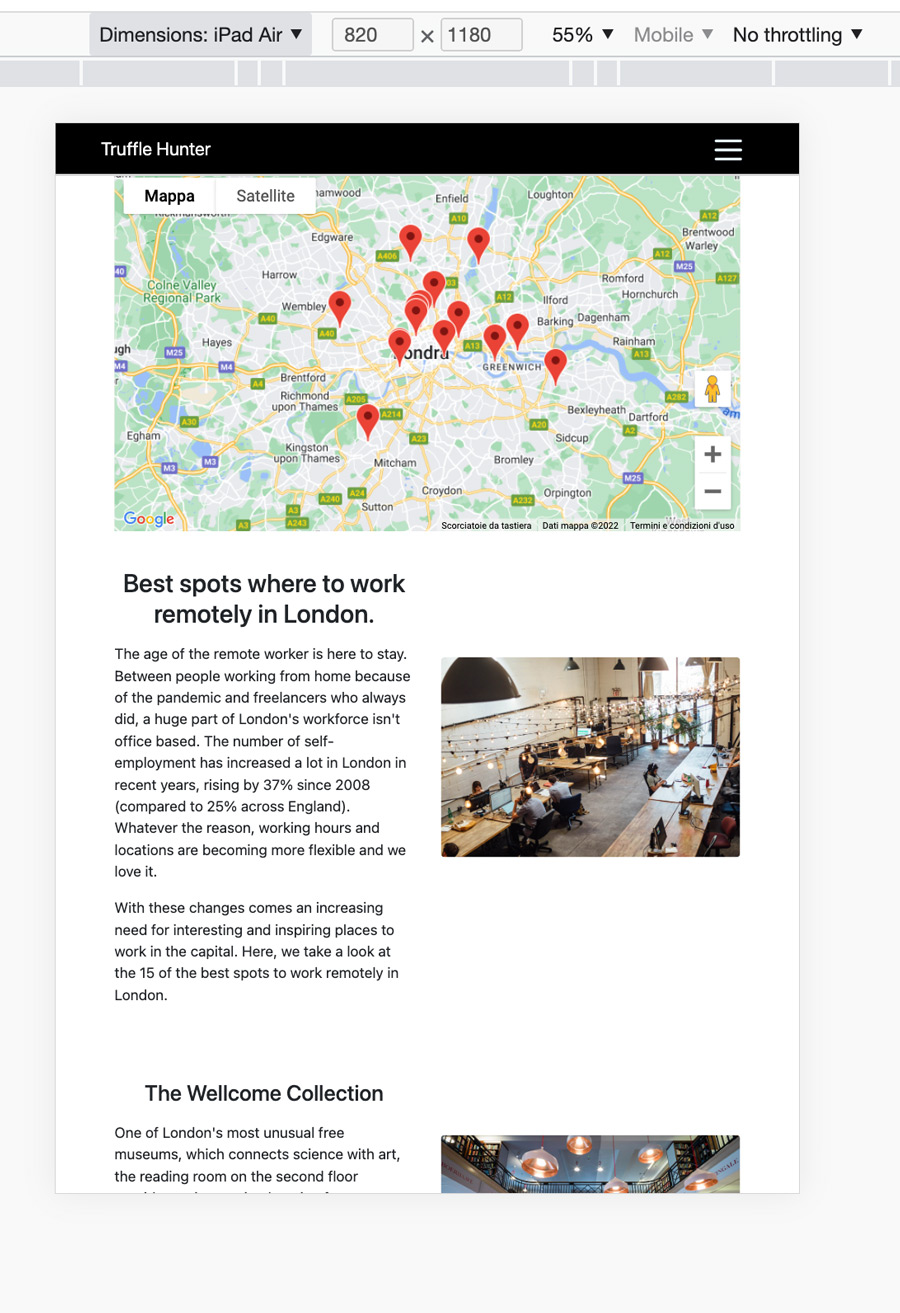 Dimensions: iPad Air ▼ 820 × 1180 55% ▼ Mobile ▼ No throttling ▼
Truffle Hunter
Mappa Satellite
Enfield
Loughton
A10
A12
Brentwood
Edgware
Warley
A406
A12
M25
Harrow
Romford
A127
40
Colne Valley
Regional Park
Hornchurch
A12
Ilford
Wembley
A40
Barking Dagenham
A40
Hayes
Rainham
M25
A13
A13
M4
M4
GREENWICH
A4
Brentford
Richmond
upon Thames
A205
A282
A214
Bexleyheath
Dartford
A30
A20
A2
Egham
A23
Sidcup
Kingston
upon Thames
M3
M3
Mitcham
Bromley
M25
Croydon
Orpington
A240
A24
A232
Sutton
A3
A3
A243
Google
Scorciatoie da tastiera Dati mappa ©2022 Termini e condizioni d'uso
Best spots where to work
remotely in London.
The age of the remote worker is here to stay.
Between people working from home because
of the pandemic and freelancers who always
did, a huge part of London's workforce isn't
office based. The number of self-
employment has increased a lot in London in
recent years, rising by 37% since 2008
(compared to 25% across England).
Whatever the reason, working hours and
locations are becoming more flexible and we
love it.
With these changes comes an increasing
need for interesting and inspiring places to
work in the capital. Here, we take a look at
the 15 of the best spots to work remotely in
London.
The Wellcome Collection
One of London's most unusual free
museums, which connects science with art,
the reading room on the second floor